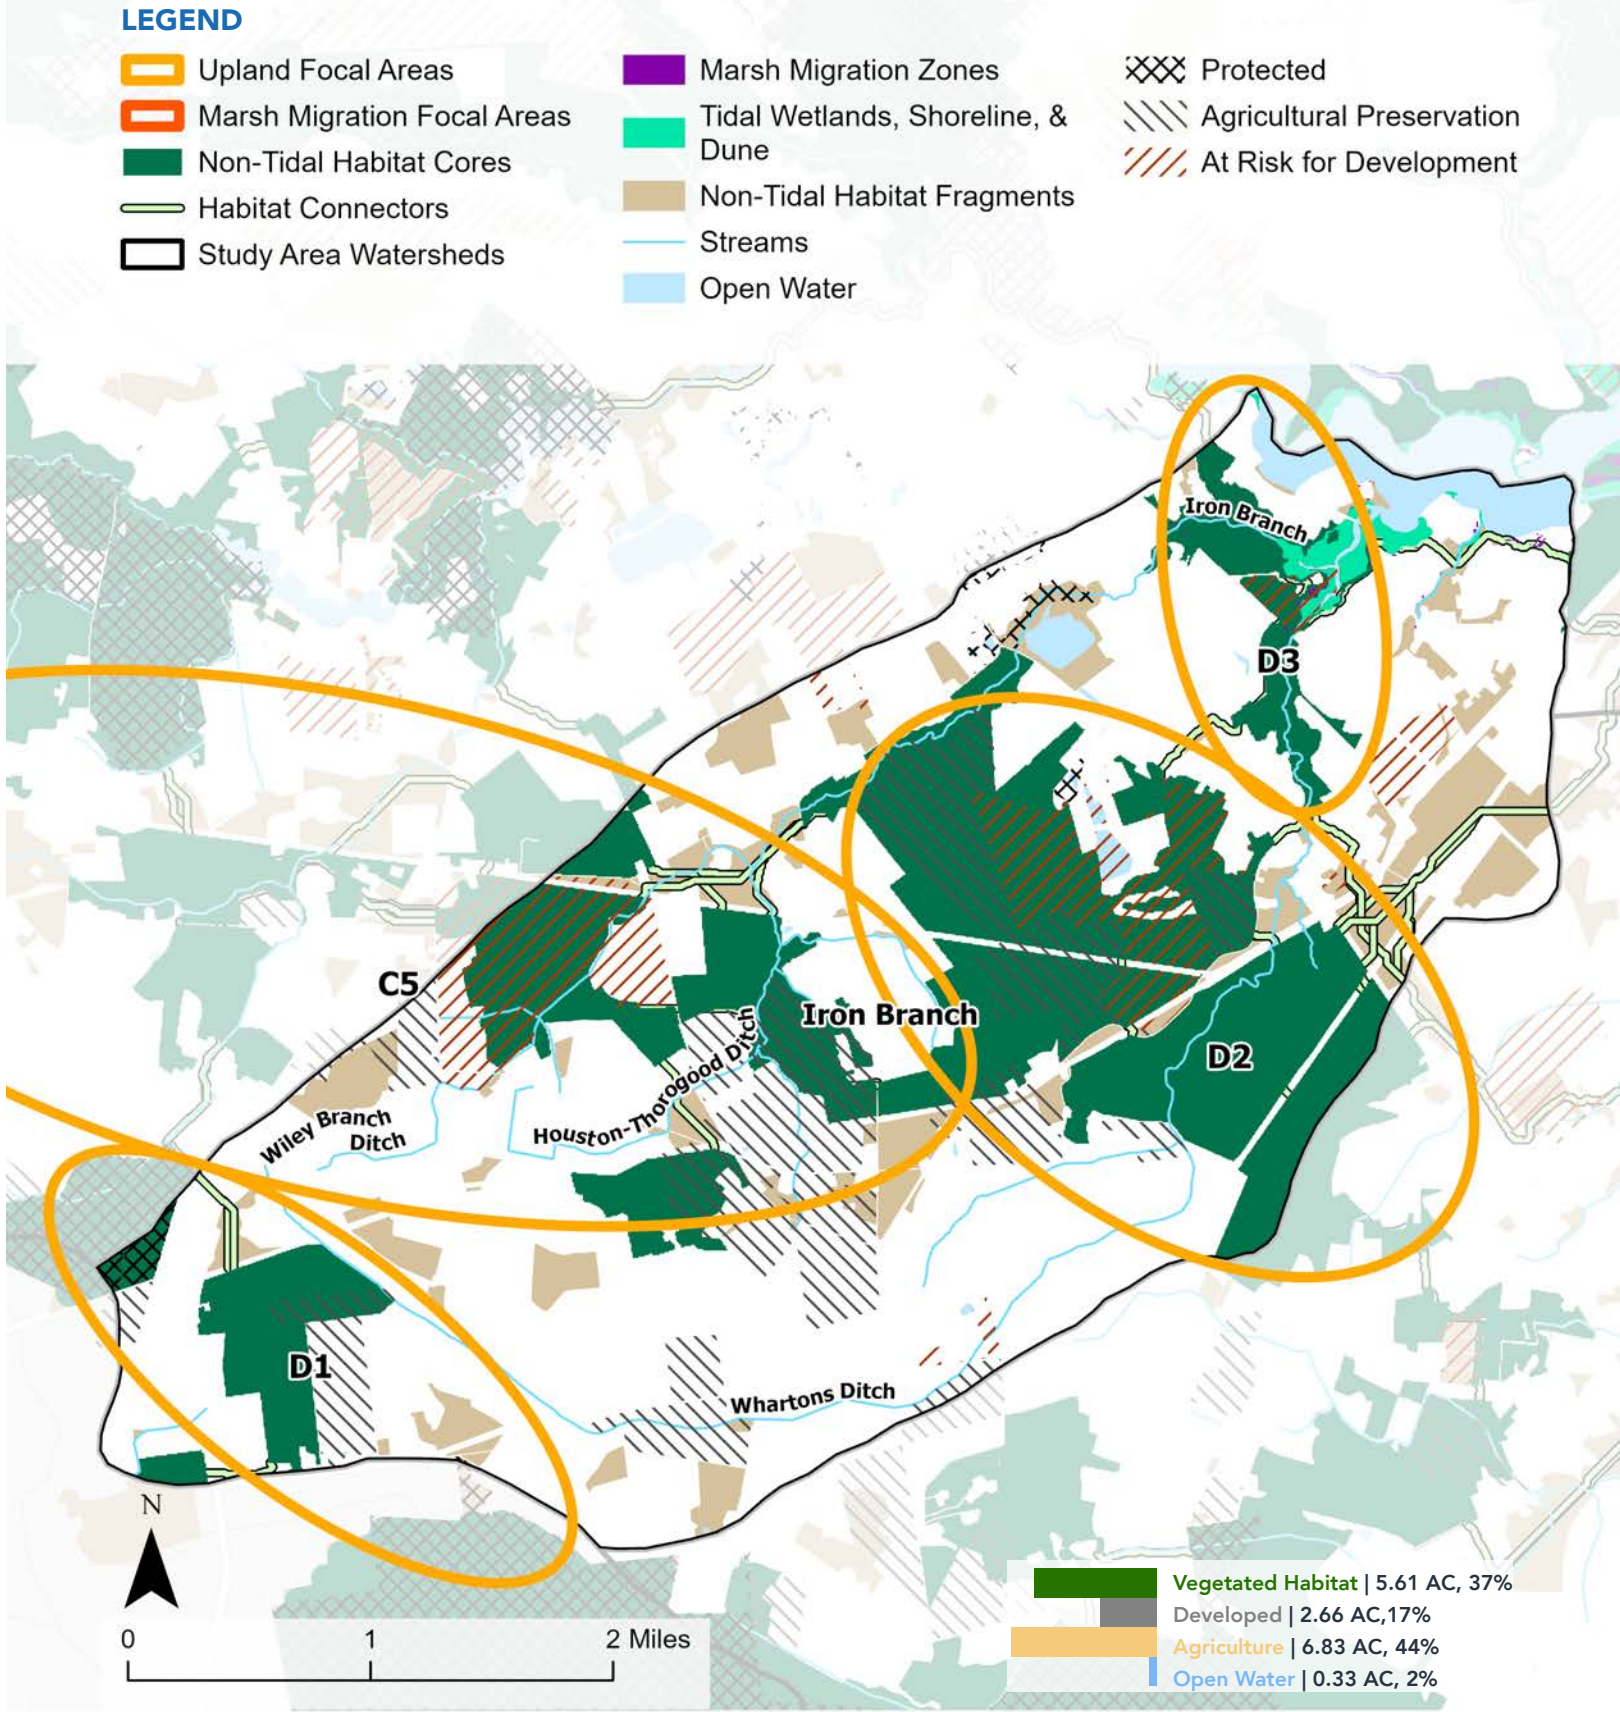 LEGEND
Upland Focal Areas
Marsh Migration Focal Areas
Non-Tidal Habitat Cores
Habitat Connectors
Study Area Watersheds
Marsh Migration Zones
Tidal Wetlands, Shoreline, &
Dune
Non-Tidal Habitat Fragments
Streams
Open Water
Protected
Agricultural Preservation
At Risk for Development
Iron Branch
D3
C5
Iron Branch
D2
Houston-Thorogood Ditch
Wiley Branch
Ditch
D1
Whartons Ditch
N
0 1 2 Miles
Vegetated Habitat | 5.61 AC, 37%
Developed | 2.66 AC,17%
Agriculture | 6.83 AC, 44%
Open Water | 0.33 AC, 2%